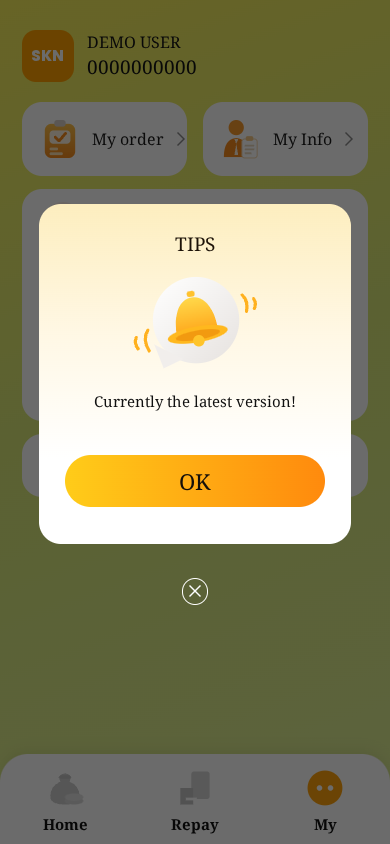 SKN
DEMO USER
0000000000
My order
My Info
TIPS
Currently the latest version!
OK
Home
Repay
My